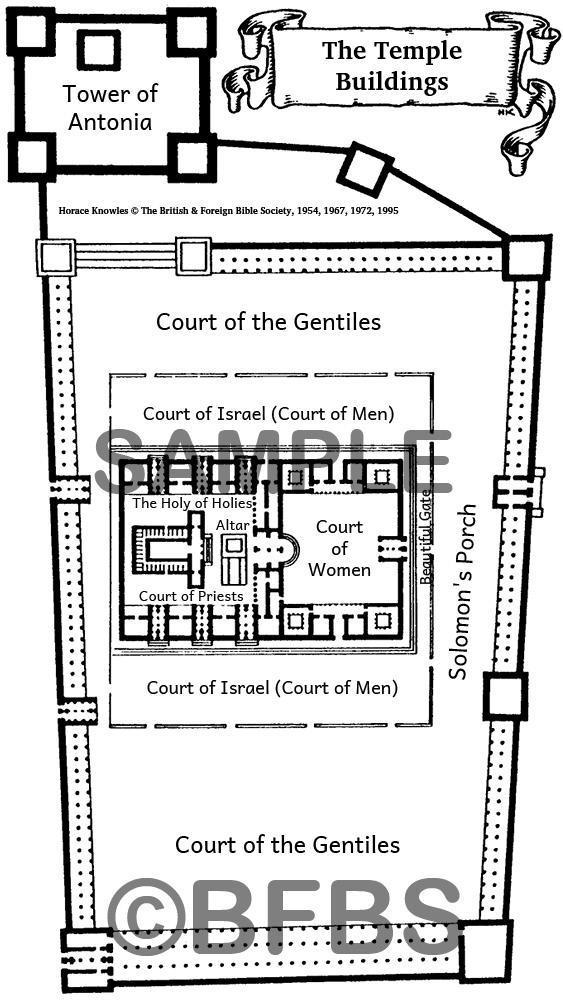 The Temple
Buildings
Tower of
Antonia
HK
Horace Knowles © The British & Foreign Bible Society, 1954, 1967, 1972, 1995
Court of the Gentiles
Court of Israel (Court of Men)
SAMPLE
The Holy of Holies
Altar
Court
of
Women
Beautiful Gate
Solomon's Porch
Court of Priests
Court of Israel (Court of Men)
Court of the Gentiles
©BFBS